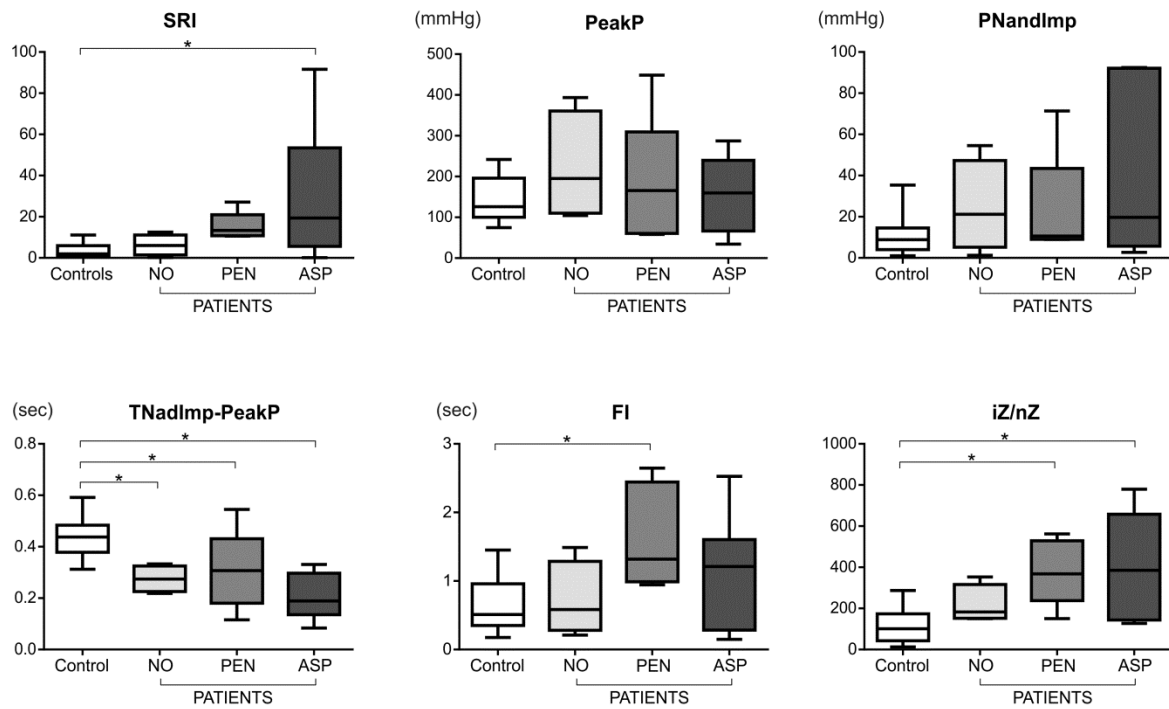 SRI
*
100
80
60
40
20
0
Controls NO PEN ASP
PATIENTS
(mmHg) PeakP
500
400
300
200
100
0
Control NO PEN ASP
PATIENTS
(mmHg) PNandImp
100
80
60
40
20
0
Control NO PEN ASP
PATIENTS
(sec) TNadImp-PeakP
*
*
*
0.8
0.6
0.4
0.2
0.0
Control NO PEN ASP
PATIENTS
(sec) FI
*
3
2
1
0
Control NO PEN ASP
PATIENTS
iZ/nZ
*
*
1000
800
600
400
200
0
Control NO PEN ASP
PATIENTS